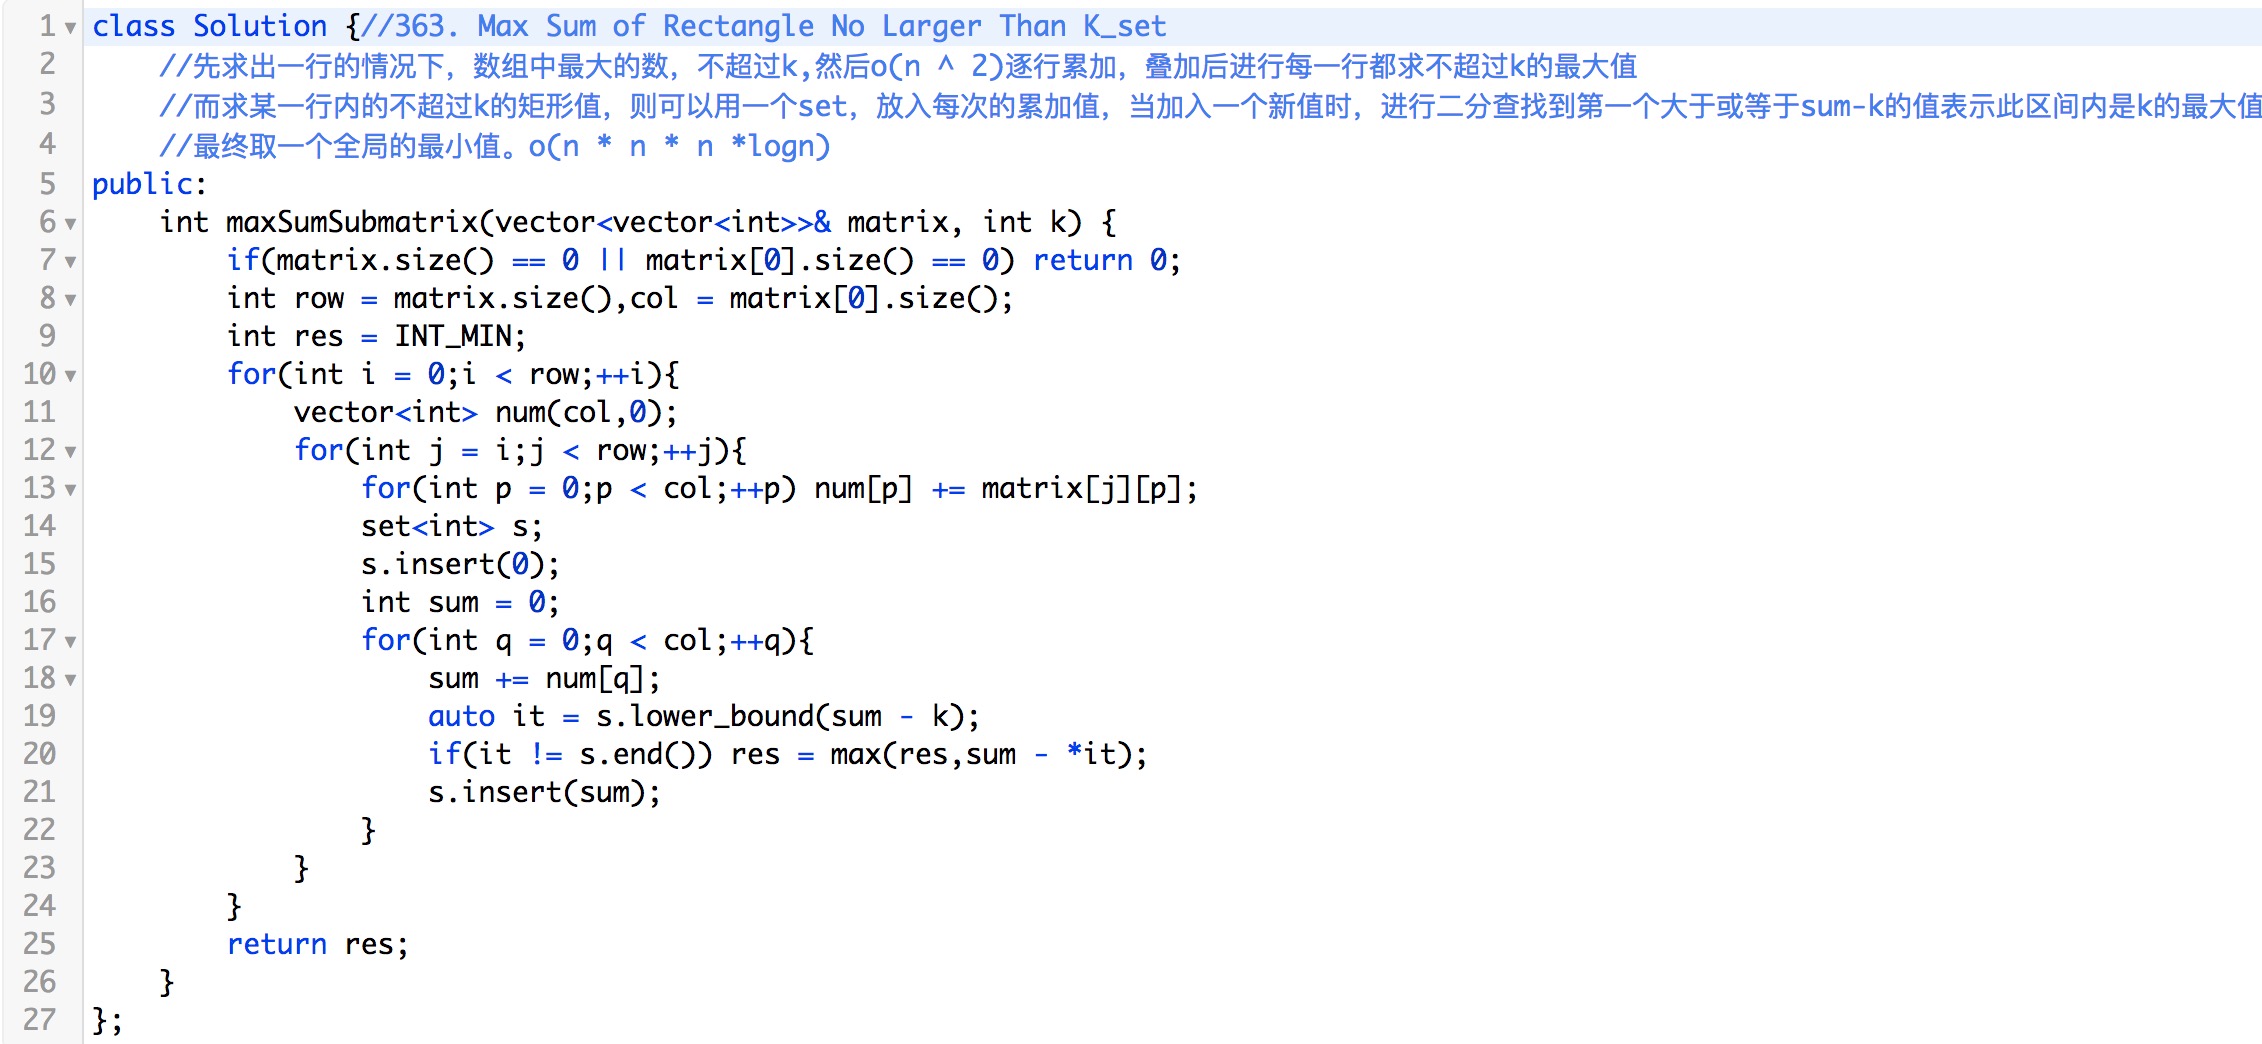 1 class Solution {//363. Max Sum of Rectangle No Larger Than K_set
2 //先求出一行的情况下，数组中最大的数，不超过k,然后o(n ^ 2)逐行累加，叠加后进行每一行都求不超过k的最大值
3 //而求某一行内的不超过k的矩形值，则可以用一个set，放入每次的累加值，当加入一个新值时，进行二分查找到第一个大于或等于sum-k的值表示此区间内是k的最大值
4 //最终取一个全局的最小值。o(n * n * n *logn)
5 public:
6 int maxSumSubmatrix(vector<vector<int>>& matrix, int k) {
7 if(matrix.size() == 0 || matrix[0].size() == 0) return 0;
8 int row = matrix.size(),col = matrix[0].size();
9 int res = INT_MIN;
10 for(int i = 0;i < row;++i){
11 vector<int> num(col,0);
12 for(int j = i;j < row;++j){
13 for(int p = 0;p < col;++p) num[p] += matrix[j][p];
14 set<int> s;
15 s.insert(0);
16 int sum = 0;
17 for(int q = 0;q < col;++q){
18 sum += num[q];
19 auto it = s.lower_bound(sum - k);
20 if(it != s.end()) res = max(res,sum - *it);
21 s.insert(sum);
22 }
23 }
24 }
25 return res;
26 }
27 };